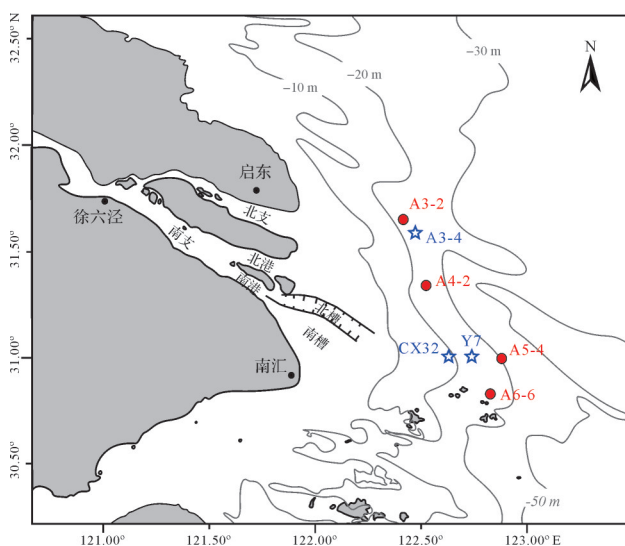 32.50° N
32.00°
31.50°
31.00°
30.50°
−10 m
−20 m
−30 m
N
启东
徐六泾
北支
南支
北港
南港
北槽
南槽
南汇
A3-2
A3-4
A4-2
CX32
Y7
A5-4
A6-6
-50 m
121.00°
121.50°
122.00°
122.50°
123.00° E